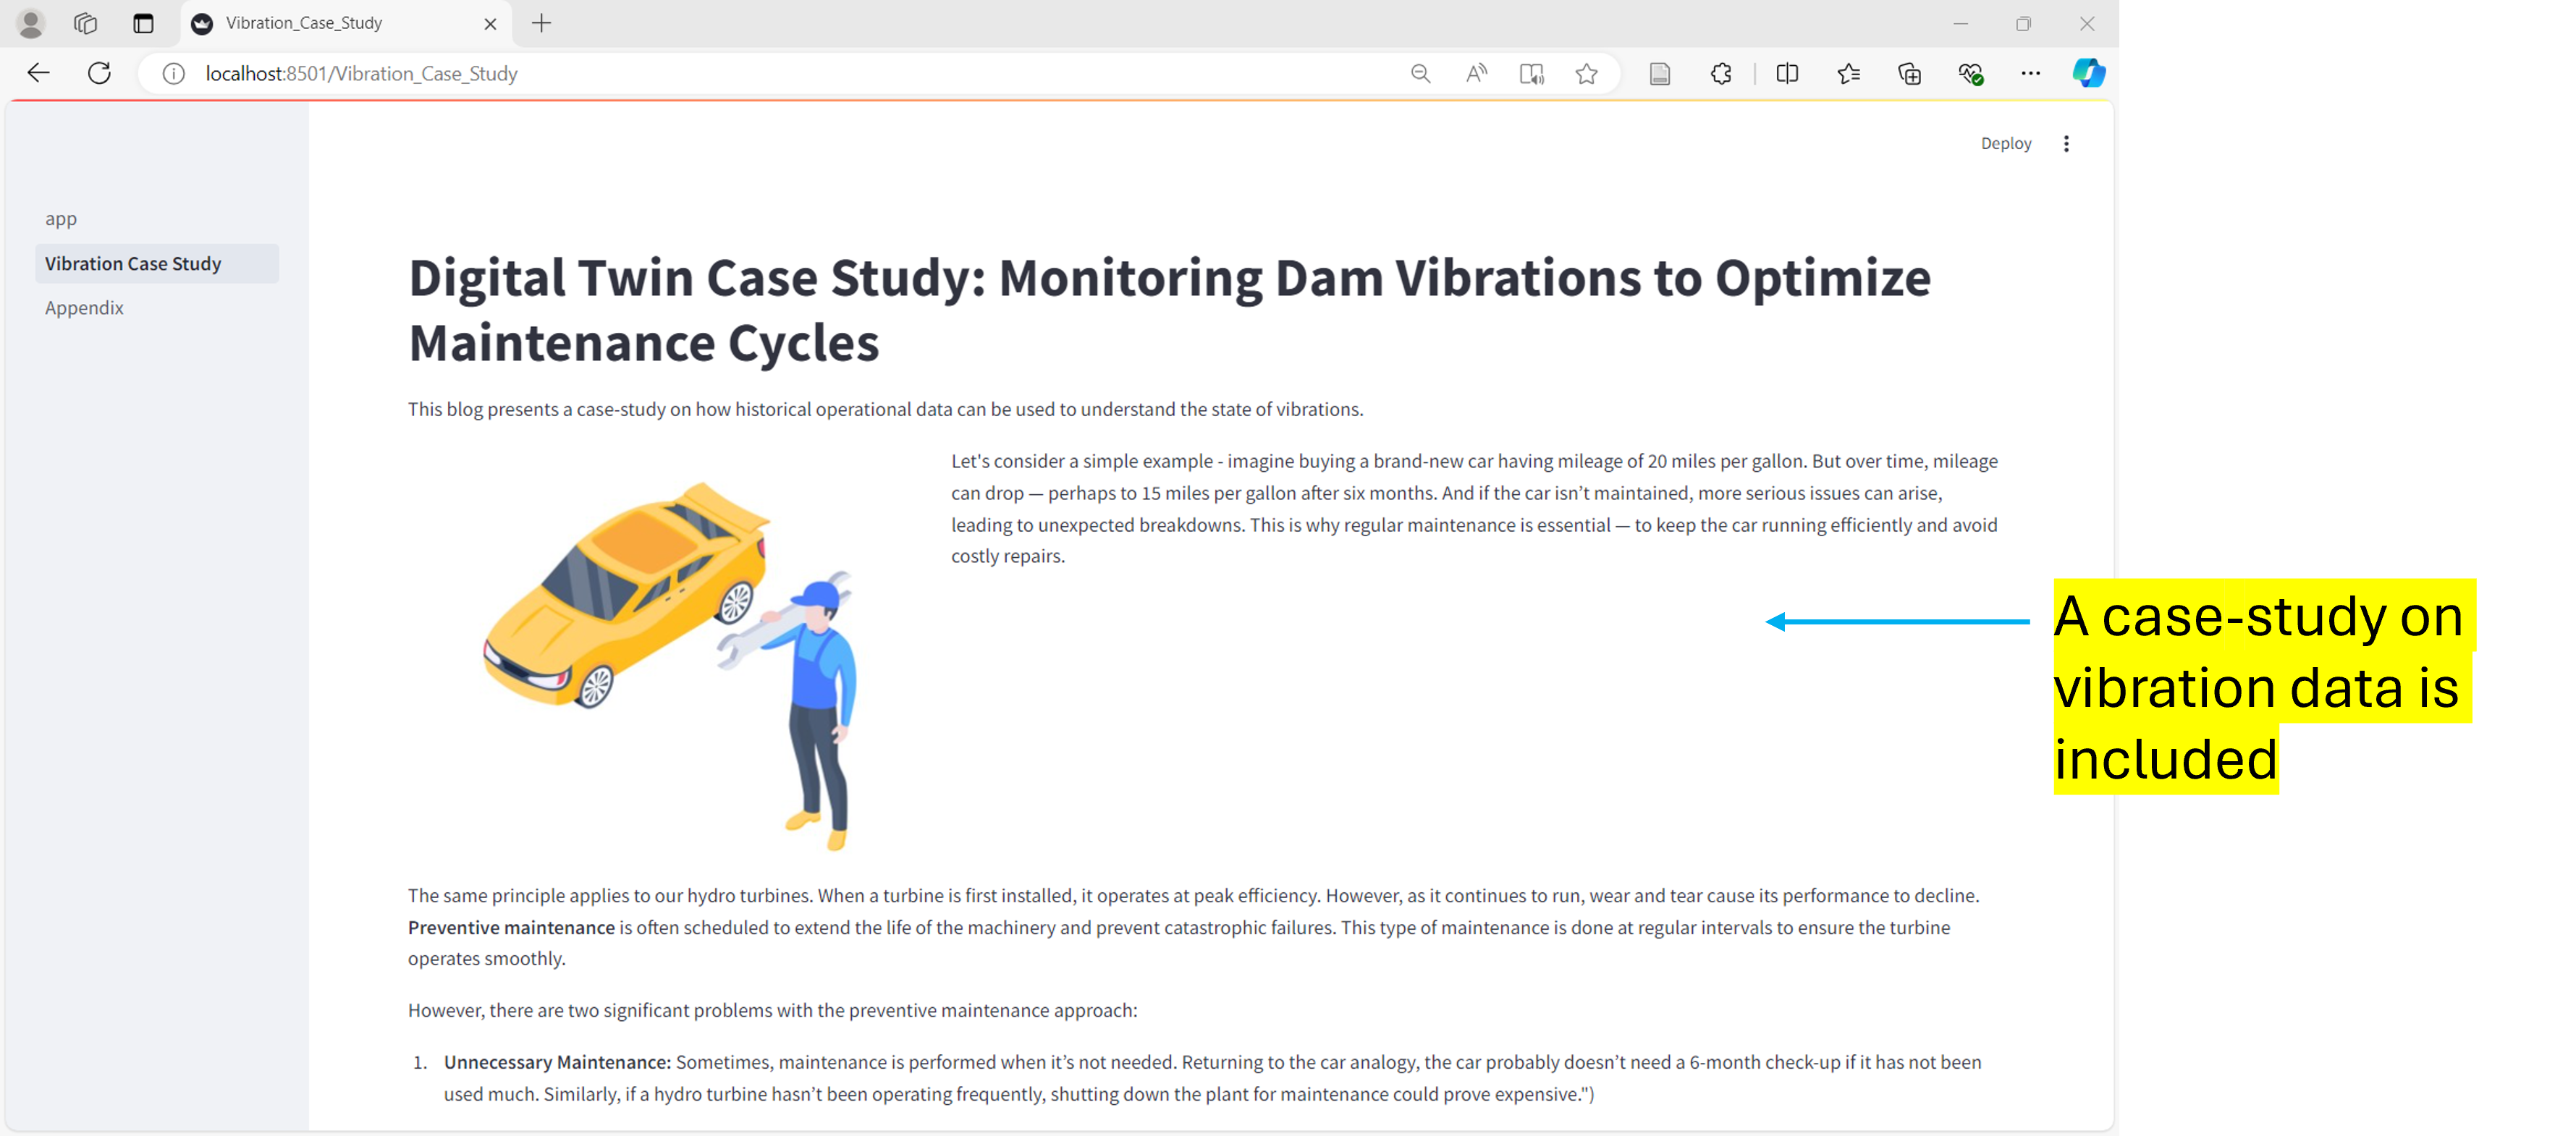 Vibration_Case_Study
localhost:8501/Vibration_Case_Study
Deploy
app
Vibration Case Study
Appendix
Digital Twin Case Study: Monitoring Dam Vibrations to Optimize
Maintenance Cycles
This blog presents a case-study on how historical operational data can be used to understand the state of vibrations.
Let's consider a simple example - imagine buying a brand-new car having mileage of 20 miles per gallon. But over time, mileage
can drop — perhaps to 15 miles per gallon after six months. And if the car isn’t maintained, more serious issues can arise,
leading to unexpected breakdowns. This is why regular maintenance is essential — to keep the car running efficiently and avoid
costly repairs.
A case-study on
vibration data is
included
The same principle applies to our hydro turbines. When a turbine is first installed, it operates at peak efficiency. However, as it continues to run, wear and tear cause its performance to decline.
Preventive maintenance is often scheduled to extend the life of the machinery and prevent catastrophic failures. This type of maintenance is done at regular intervals to ensure the turbine
operates smoothly.
However, there are two significant problems with the preventive maintenance approach:
1. Unnecessary Maintenance: Sometimes, maintenance is performed when it’s not needed. Returning to the car analogy, the car probably doesn’t need a 6-month check-up if it has not been
used much. Similarly, if a hydro turbine hasn’t been operating frequently, shutting down the plant for maintenance could prove expensive.")